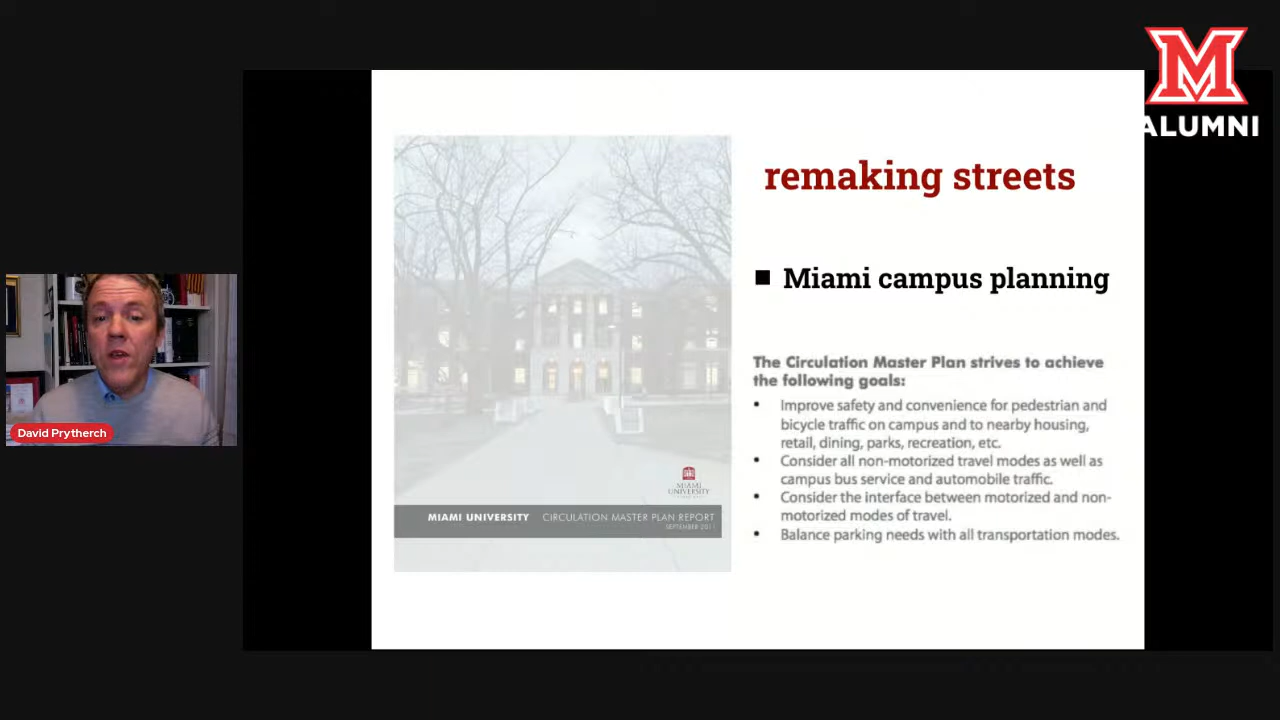 M
ALUMNI
remaking streets
■ Miami campus planning
The Circulation Master Plan strives to achieve
the following goals:
• Improve safety and convenience for pedestrian and
bicycle traffic on campus and to nearby housing,
retail, dining, parks, recreation, etc.
• Consider all non-motorized travel modes as well as
campus bus service and automobile traffic.
• Consider the interface between motorized and non-
motorized modes of travel.
• Balance parking needs with all transportation modes.
MIAMI
UNIVERSITY
MIAMI UNIVERSITY CIRCULATION MASTER PLAN REPORT
SEPTEMBER 2011
David Prytherch